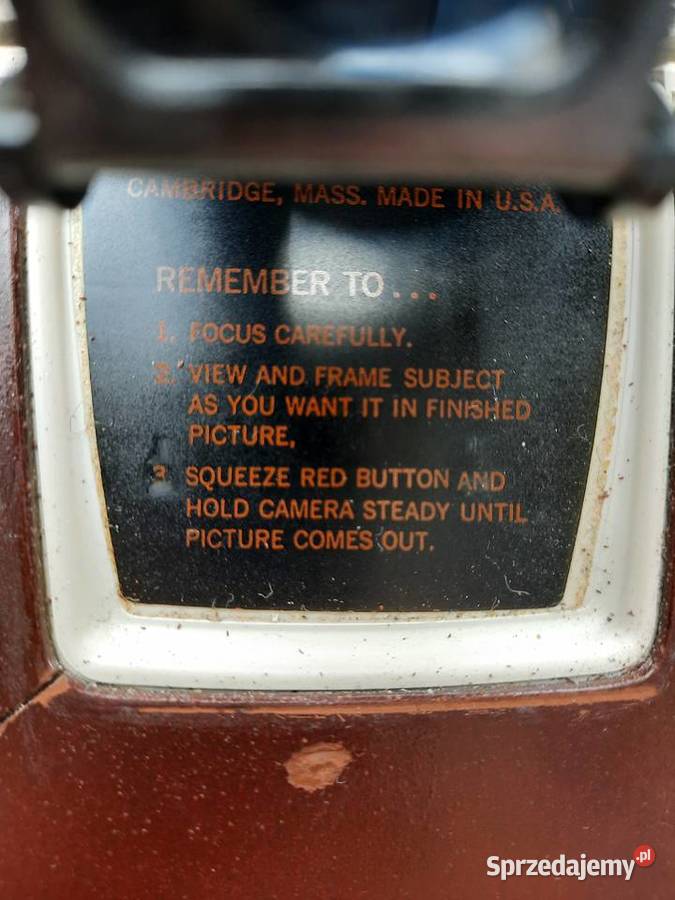 CAMBRIDGE, MASS. MADE IN U.S.A.
REMEMBER TO...
1. FOCUS CAREFULLY.
2. VIEW AND FRAME SUBJECT
AS YOU WANT IT IN FINISHED
PICTURE.
3. SQUEEZE RED BUTTON AND
HOLD CAMERA STEADY UNTIL
PICTURE COMES OUT.
Sprzedajemy.pl